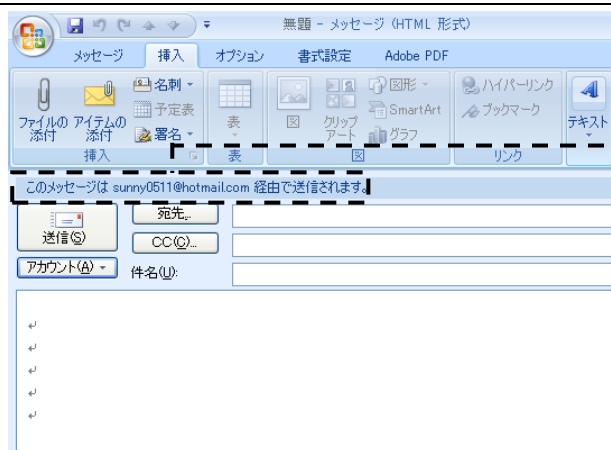 無題 - メッセージ (HTML 形式)
メッセージ 挿入 オプション 書式設定 Adobe PDF
ファイルの添付 アイテムの添付 名刺 予定表 署名 表 図 クリップアート 図形 SmartArt グラフ ハイパーリンク ブックマーク テキスト
挿入 表 図 リンク
このメッセージは sunny0511@hotmail.com 経由で送信されます。
送信(S) 宛先...
CC(C)...
アカウント(A) 件名(U):